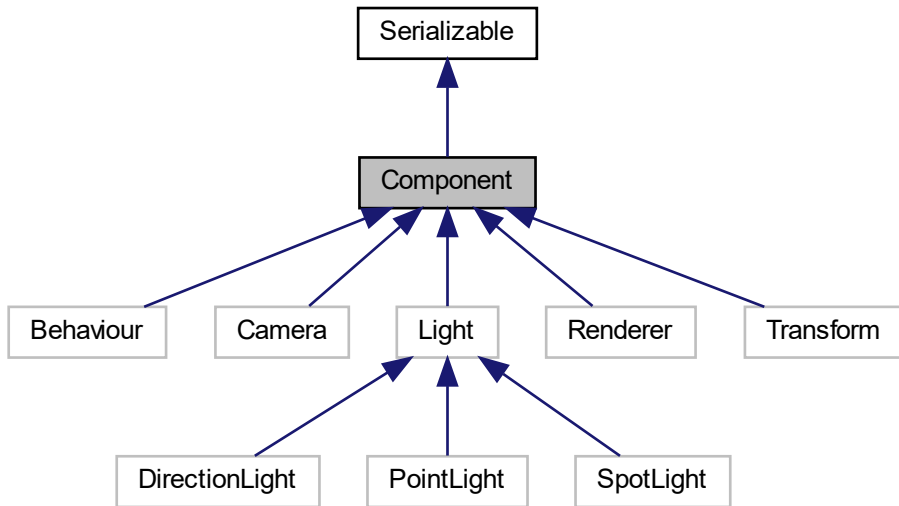 Serializable
Component
Behaviour
Camera
Light
Renderer
Transform
DirectionLight
PointLight
SpotLight